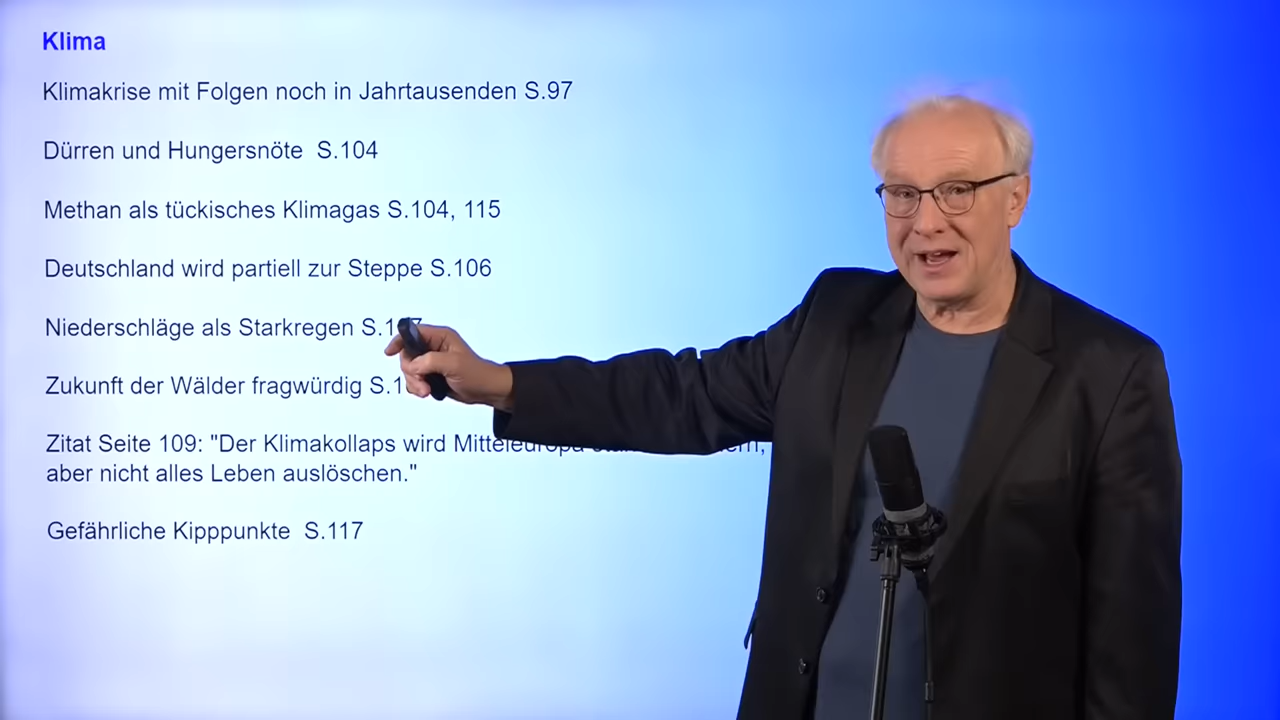 Klima
Klimakrise mit Folgen noch in Jahrtausenden S.97
Dürren und Hungersnöte S.104
Methan als tückisches Klimagas S.104, 115
Deutschland wird partiell zur Steppe S.106
Niederschläge als Starkregen
Zukunft der Wälder fragwürdig
Zitat Seite 109: "Der Klimakollaps wird Mitteleuropa
aber nicht alles Leben auslöschen."
Gefährliche Kipppunkte S.117